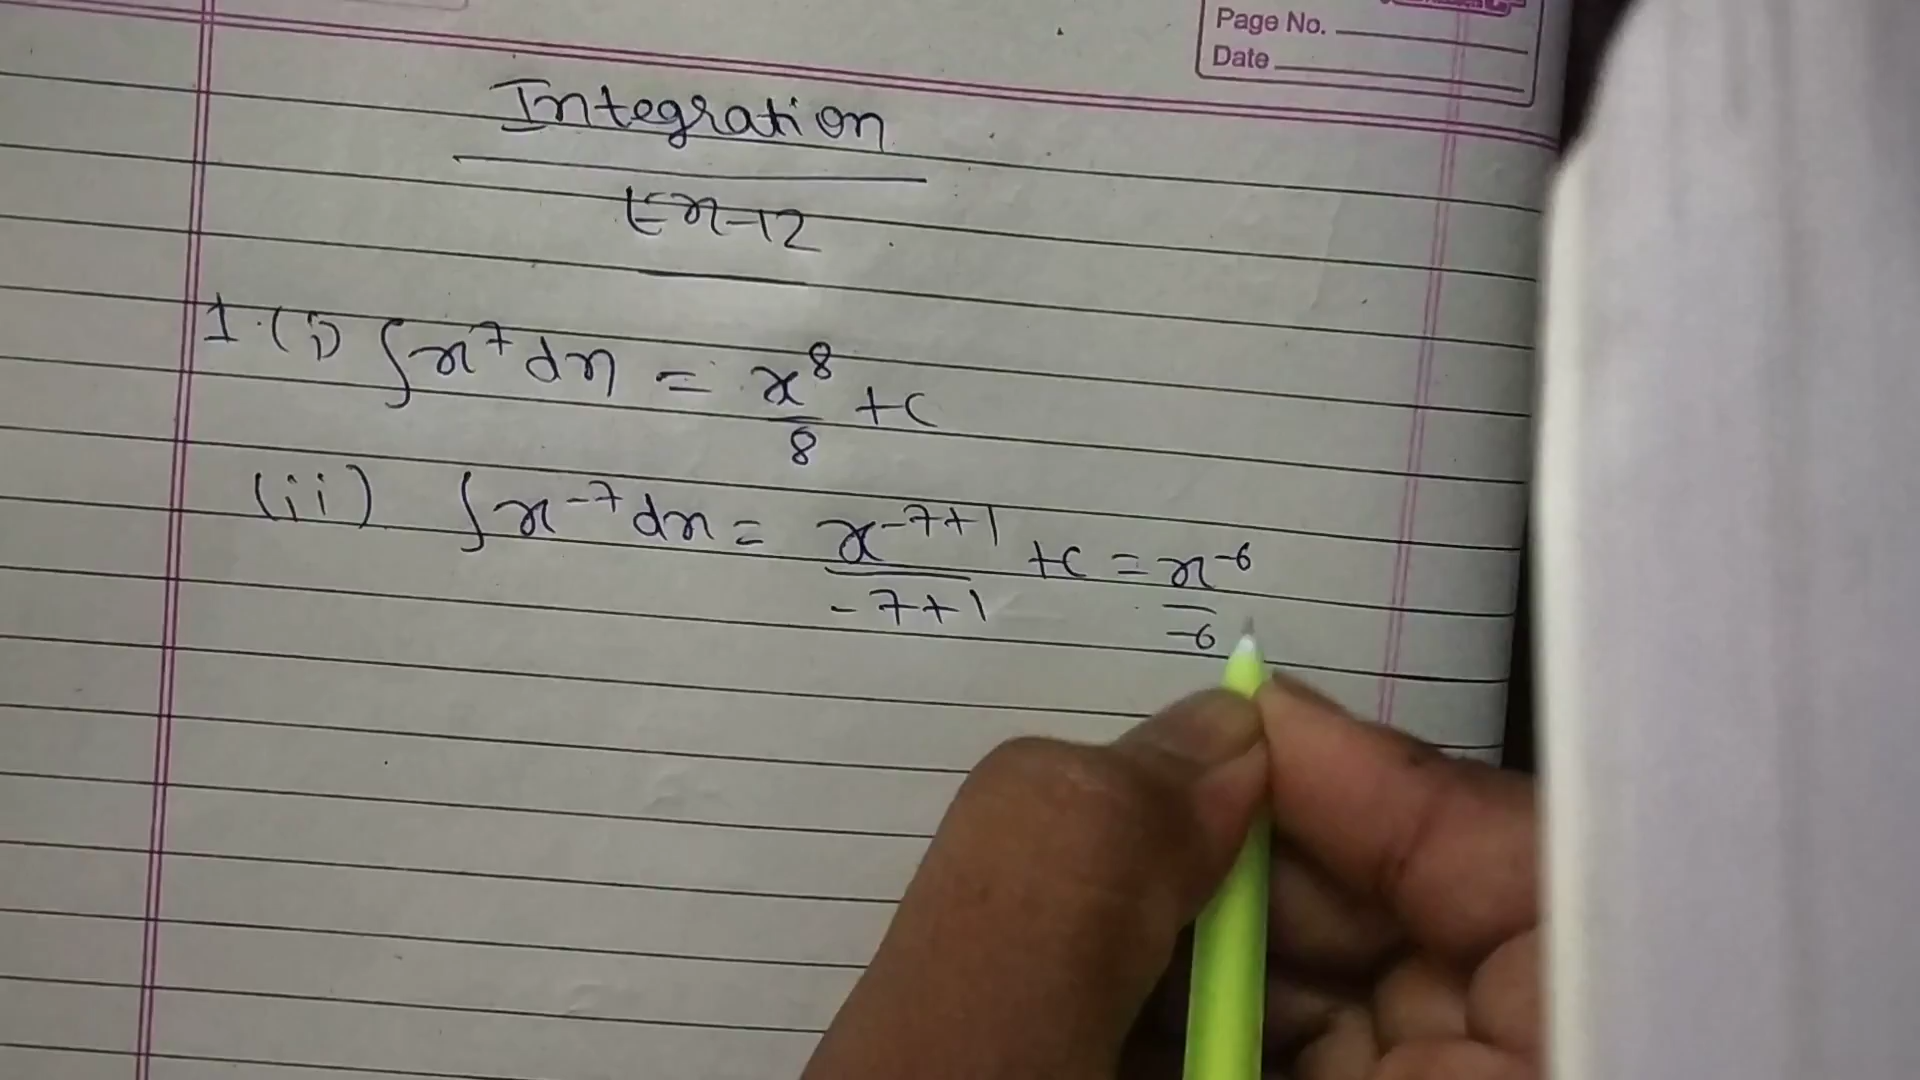 Page No.
Date
Integration
Ex-12
1.(i) ∫x⁷dx = x⁸/8 +c
(ii) ∫x⁻⁷dx = x⁻⁷⁺¹/-7+1 +c = x⁻⁶/-6